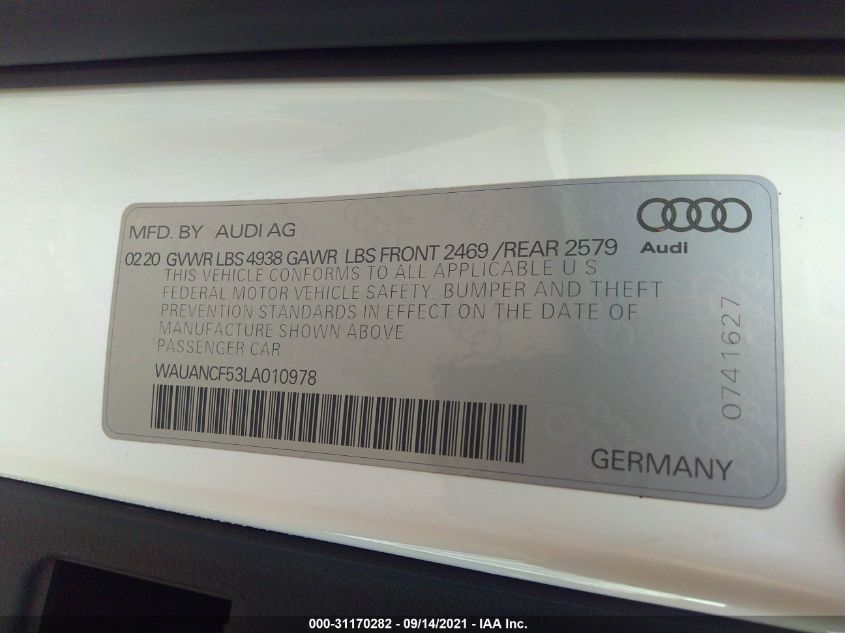 MFD. BY AUDI AG
Audi
0220 GVWR LBS 4938 GAWR LBS FRONT 2469 /REAR 2579
THIS VEHICLE CONFORMS TO ALL APPLICABLE U S
FEDERAL MOTOR VEHICLE SAFETY, BUMPER AND THEFT
PREVENTION STANDARDS IN EFFECT ON THE DATE OF
MANUFACTURE SHOWN ABOVE
PASSENGER CAR
WAUANCF53LA010978
0741627
GERMANY
000-31170282 - 09/14/2021 - IAA Inc.